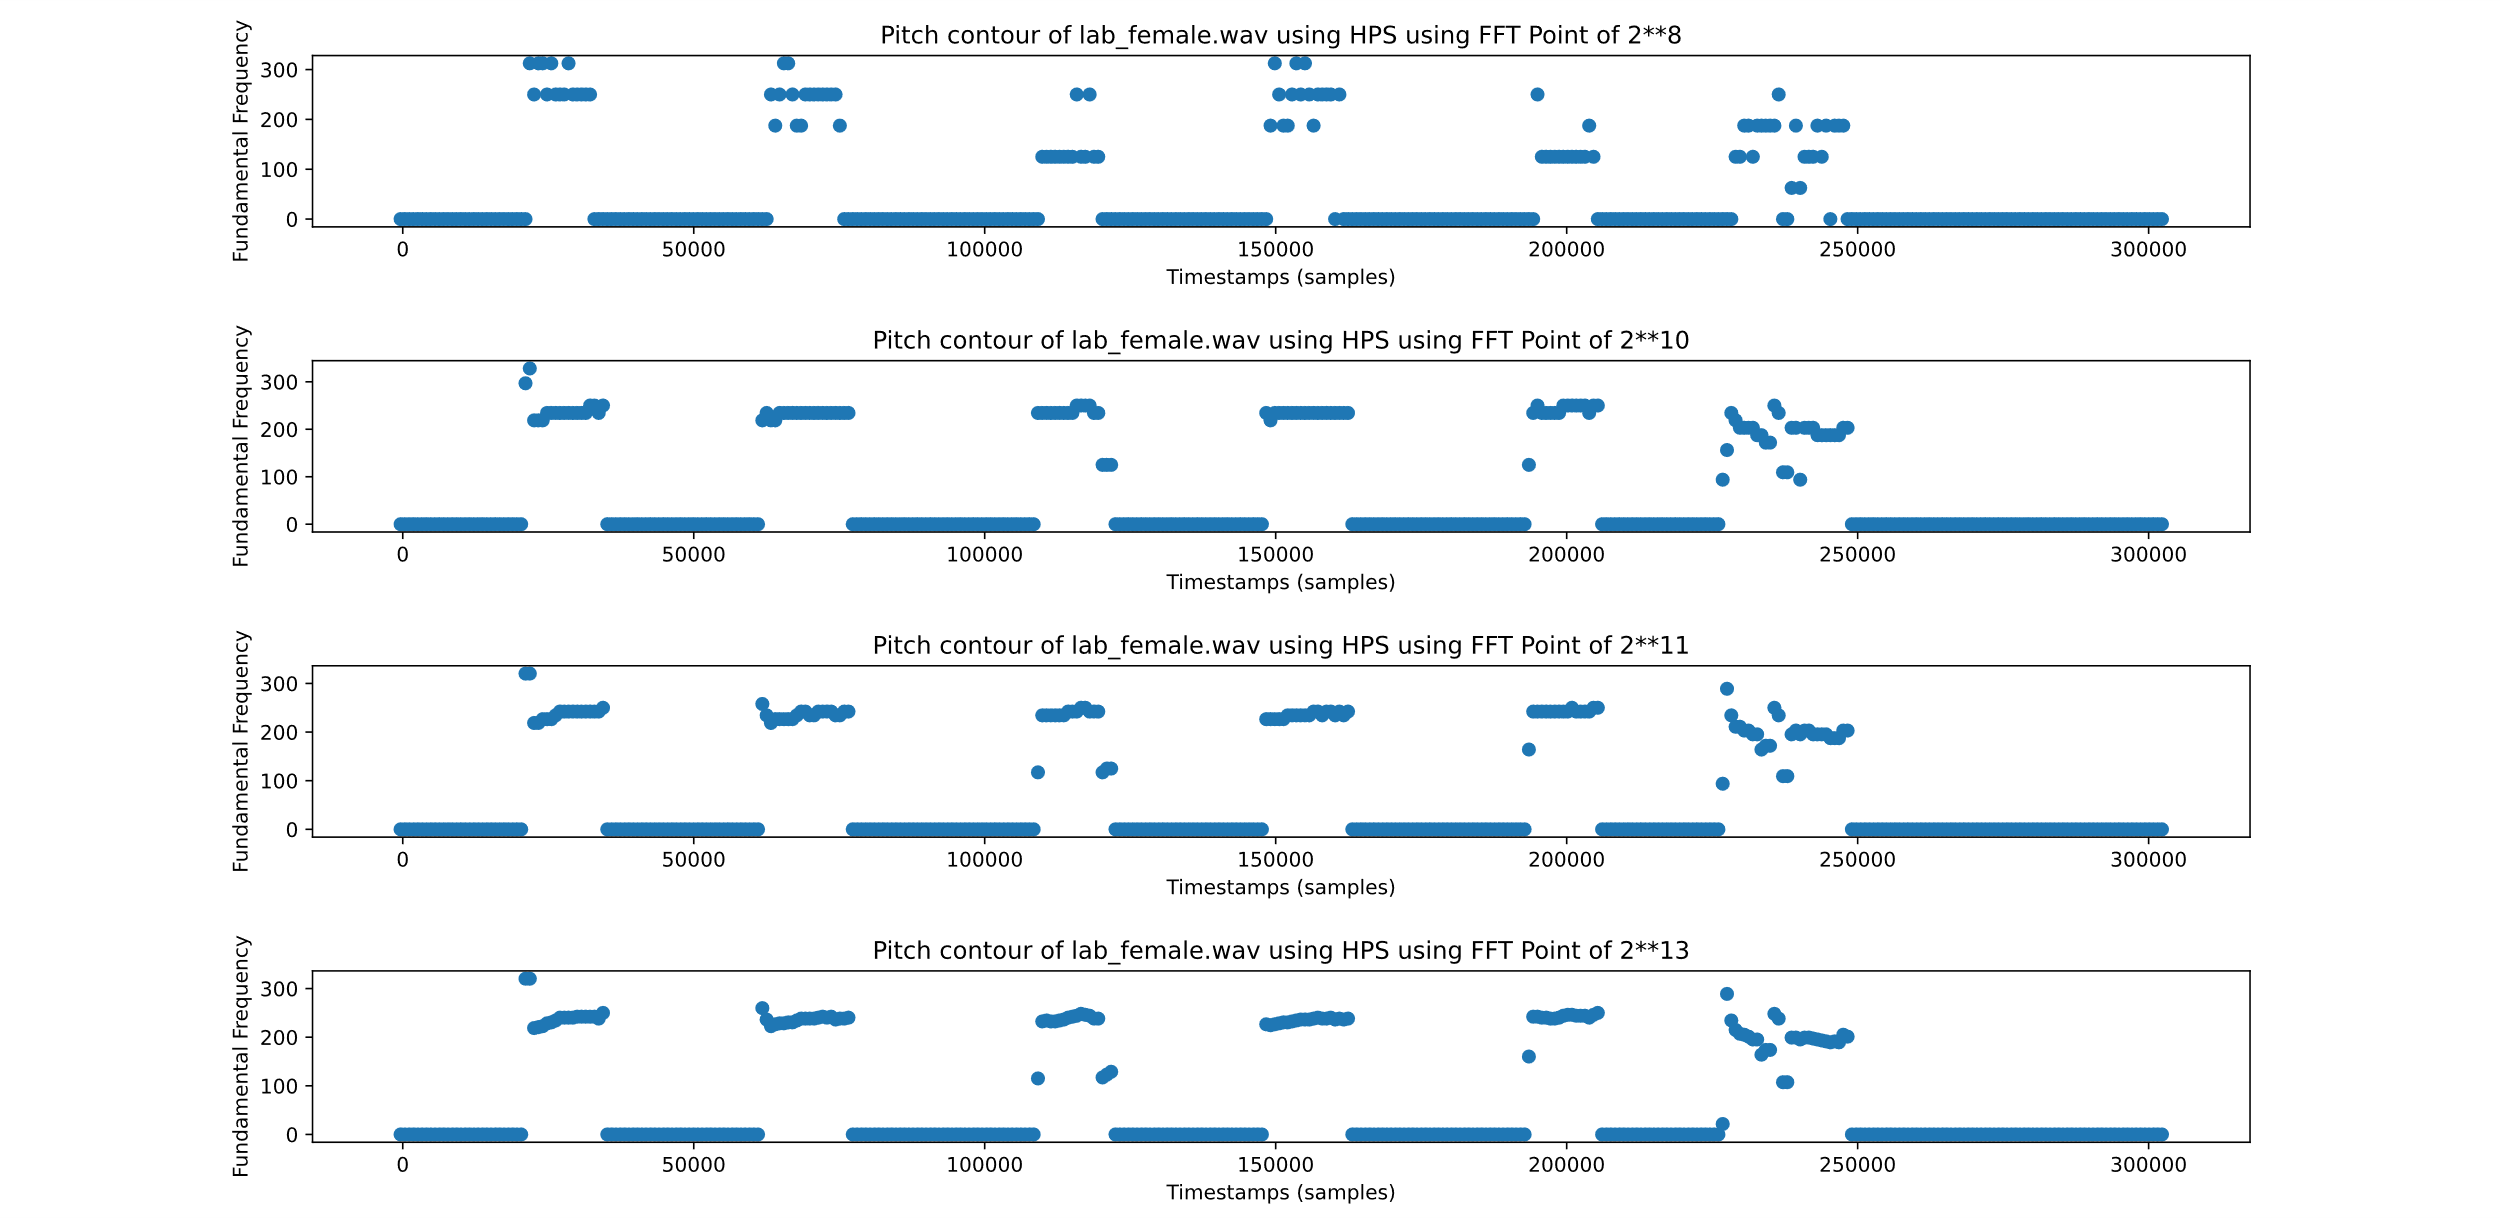 Pitch contour of lab_female.wav using HPS using FFT Point of 2**8
Fundamental Frequency
300
200
100
0
0 50000 100000 150000 200000 250000 300000
Timestamps (samples)
Pitch contour of lab_female.wav using HPS using FFT Point of 2**10
Fundamental Frequency
300
200
100
0
0 50000 100000 150000 200000 250000 300000
Timestamps (samples)
Pitch contour of lab_female.wav using HPS using FFT Point of 2**11
Fundamental Frequency
300
200
100
0
0 50000 100000 150000 200000 250000 300000
Timestamps (samples)
Pitch contour of lab_female.wav using HPS using FFT Point of 2**13
Fundamental Frequency
300
200
100
0
0 50000 100000 150000 200000 250000 300000
Timestamps (samples)